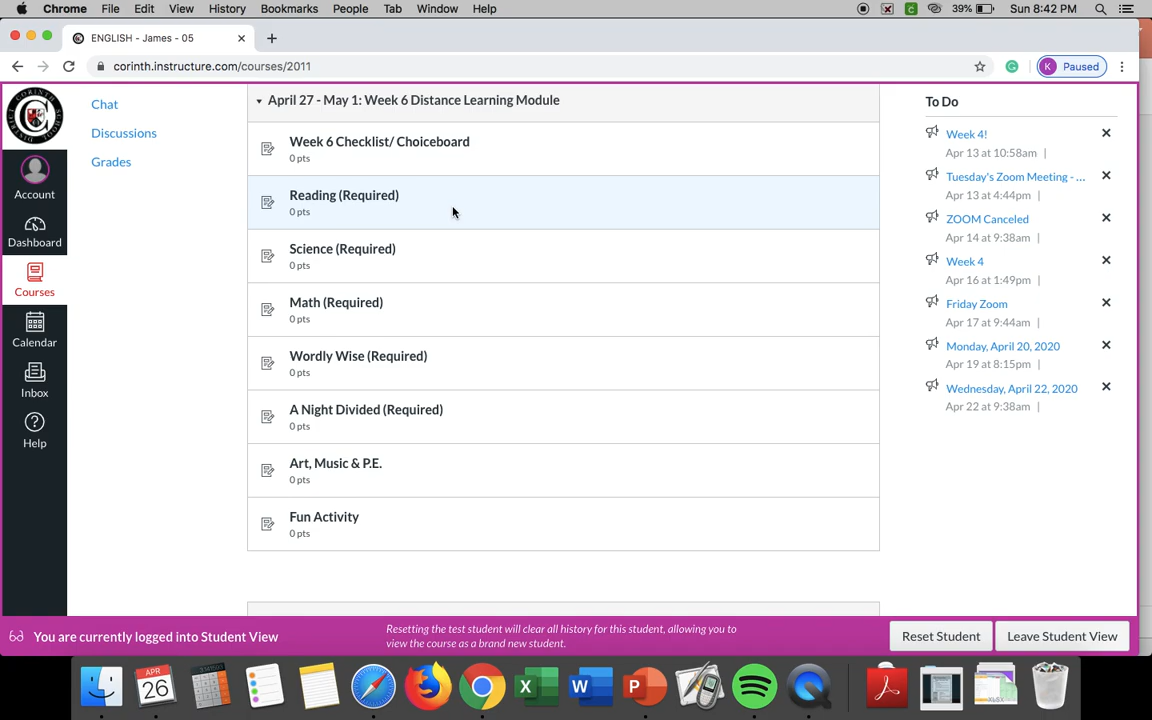 Chrome File Edit View History Bookmarks People Tab Window Help 39% Sun 8:42 PM
ENGLISH - James - 05
corinth.instructure.com/courses/2011 K Paused
Chat
Discussions
Grades
Account
Dashboard
Courses
Calendar
Inbox
Help
April 27 - May 1: Week 6 Distance Learning Module
Week 6 Checklist/ Choiceboard
0 pts
Reading (Required)
0 pts
Science (Required)
0 pts
Math (Required)
0 pts
Wordly Wise (Required)
0 pts
A Night Divided (Required)
0 pts
Art, Music & P.E.
0 pts
Fun Activity
0 pts
To Do
Week 4!
Apr 13 at 10:58am |
Tuesday's Zoom Meeting - ...
Apr 13 at 4:44pm |
ZOOM Canceled
Apr 14 at 9:38am |
Week 4
Apr 16 at 1:49pm |
Friday Zoom
Apr 17 at 9:44am |
Monday, April 20, 2020
Apr 19 at 8:15pm |
Wednesday, April 22, 2020
Apr 22 at 9:38am |
You are currently logged into Student View
Resetting the test student will clear all history for this student, allowing you to
view the course as a brand new student.
Reset Student
Leave Student View
APR
26
X W P
XLSX